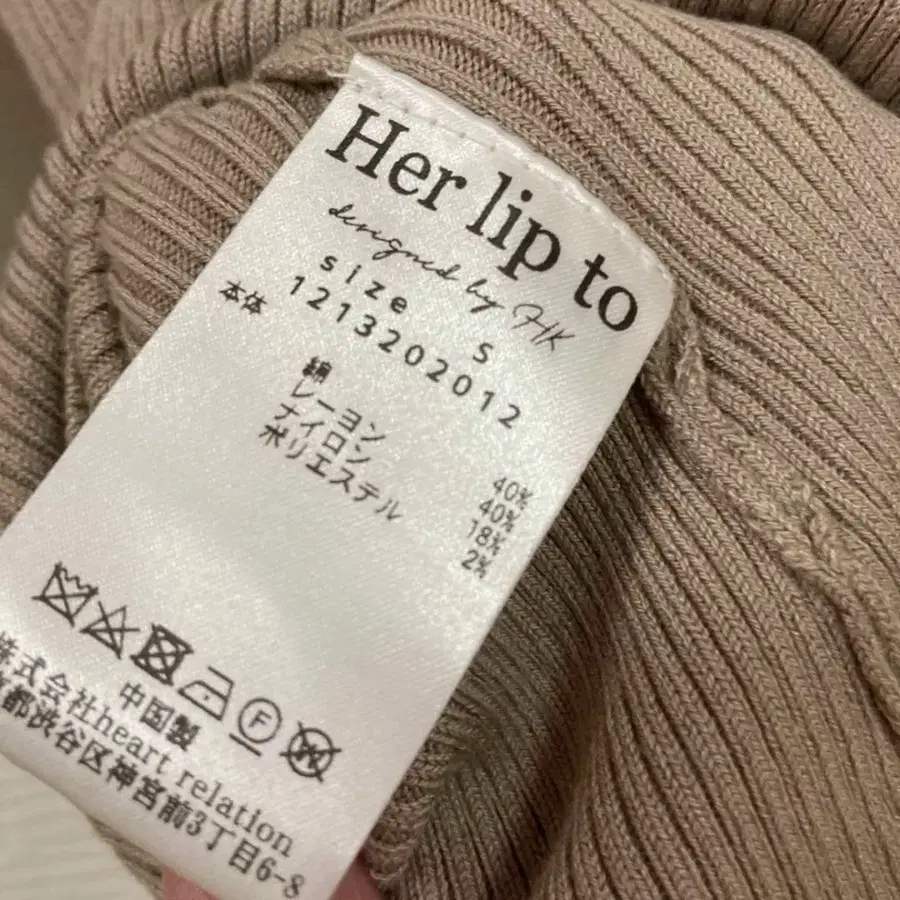 Her lip to
designed by HK
size S
1213202012
本体
綿 40%
レーヨン 40%
ナイロン 18%
ポリエステル 2%
F
W
中国製
株式会社heart relation
都渋谷区神宮前3丁目6-8